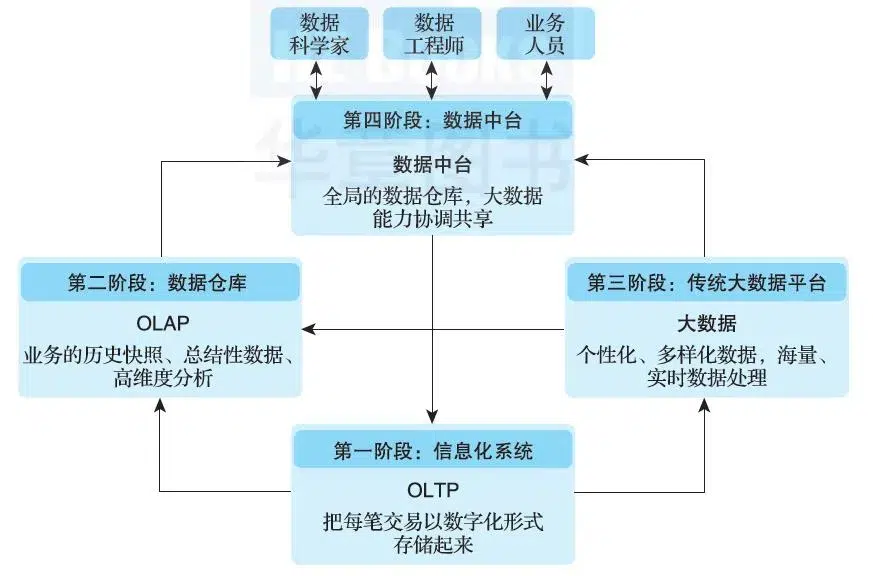 数据
科学家
数据
工程师
业务
人员
第四阶段：数据中台
数据中台
全局的数据仓库，大数据
能力协调共享
华章图书
第二阶段：数据仓库
OLAP
业务的历史快照、总结性数据、
高维度分析
第三阶段：传统大数据平台
大数据
个性化、多样化数据，海量、
实时数据处理
第一阶段：信息化系统
OLTP
把每笔交易以数字化形式
存储起来